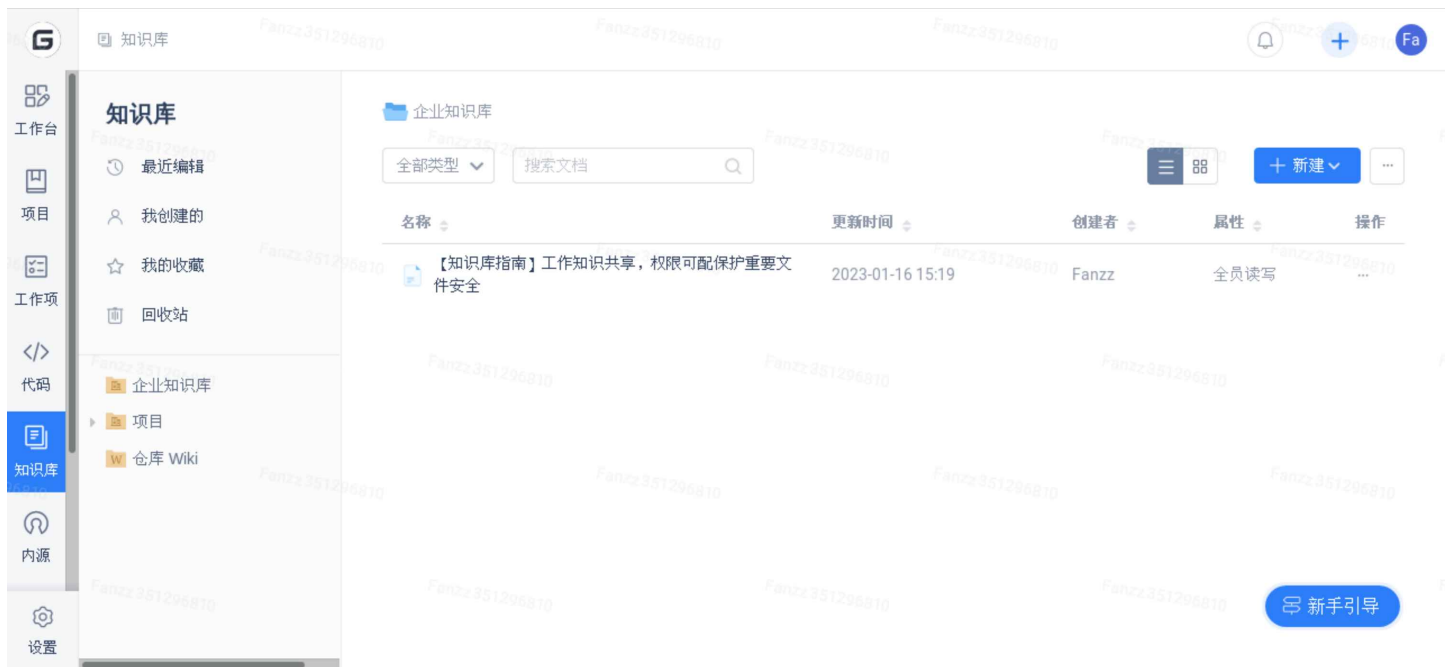 G
知识库
Fa
工作台
项目
工作项
代码
知识库
内源
设置
知识库
最近编辑
我创建的
我的收藏
回收站
企业知识库
项目
W 仓库 Wiki
企业知识库
全部类型
搜索文档
+ 新建
...
名称 更新时间 创建者 属性 操作
【知识库指南】工作知识共享，权限可配保护重要文
件安全
2023-01-16 15:19 Fanzz 全员读写 ...
新手引导
Fanzz351296810